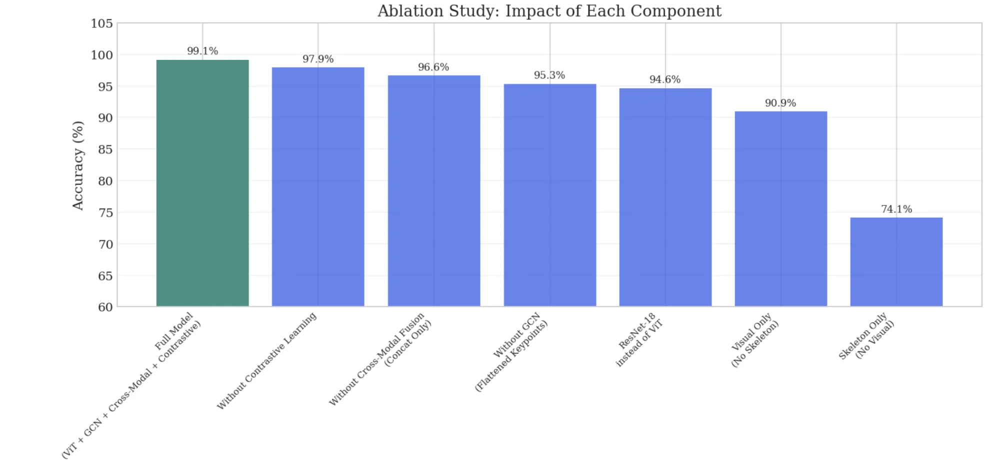 Ablation Study: Impact of Each Component
105
100
95
90
85
80
75
70
65
60
Accuracy (%)
99.1%
97.9%
96.6%
95.3%
94.6%
90.9%
74.1%
Full Model
(ViT + GCN + Cross-Modal + Contrastive)
Without Contrastive Learning
Without Cross-Modal Fusion
(Concat Only)
Without GCN
(Flattened Keypoints)
ResNet-18
instead of ViT
Visual Only
(No Skeleton)
Skeleton Only
(No Visual)